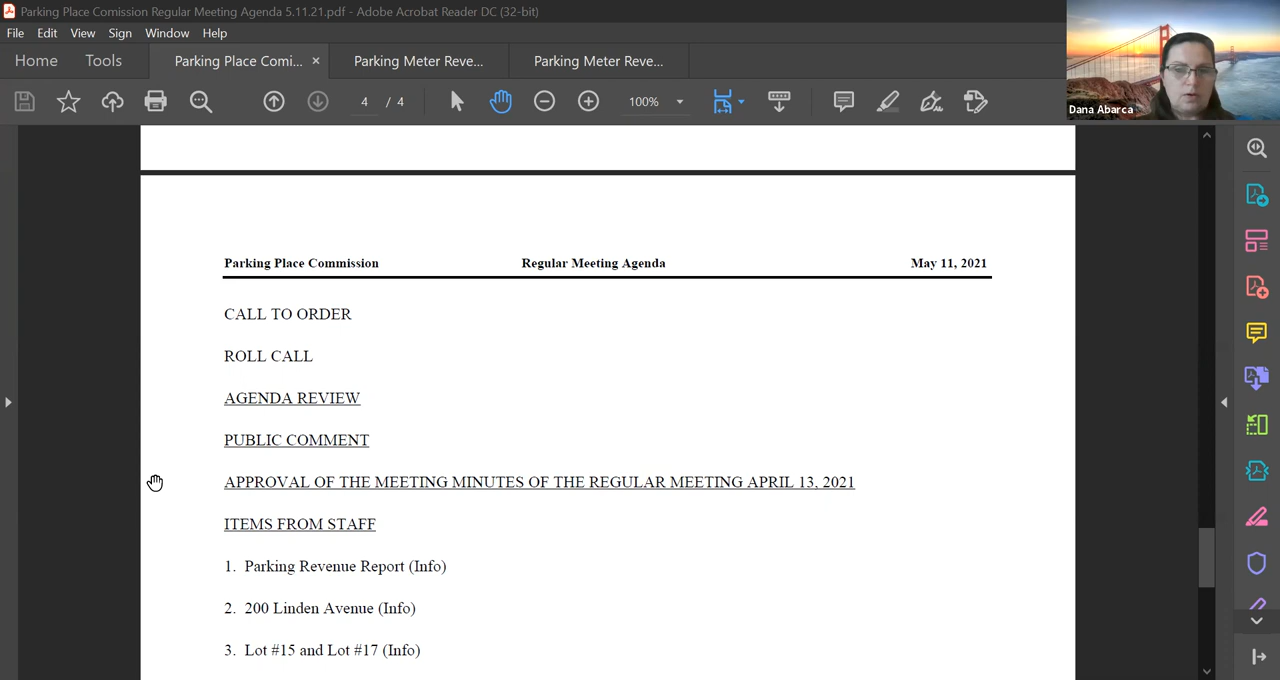 Parking Place Comission Regular Meeting Agenda 5.11.21.pdf - Adobe Acrobat Reader DC (32-bit)
File Edit View Sign Window Help
Home Tools Parking Place Comi... × Parking Meter Reve... Parking Meter Reve...
4 / 4 100%
Dana Abarca
Parking Place Commission Regular Meeting Agenda May 11, 2021
CALL TO ORDER
ROLL CALL
AGENDA REVIEW
PUBLIC COMMENT
APPROVAL OF THE MEETING MINUTES OF THE REGULAR MEETING APRIL 13, 2021
ITEMS FROM STAFF
1. Parking Revenue Report (Info)
2. 200 Linden Avenue (Info)
3. Lot #15 and Lot #17 (Info)